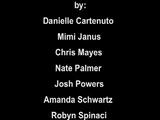 by:
Danielle Cartenuto
Mimi Janus
Chris Mayes
Nate Palmer
Josh Powers
Amanda Schwartz
Robyn Spinaci